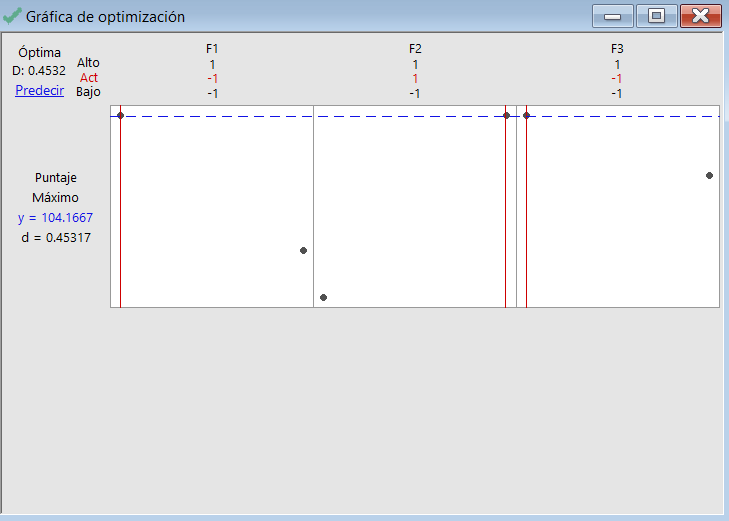 Gráfica de optimización
Óptima
D: 0.4532
Predecir
Alto
Act
Bajo
F1
1
-1
-1
F2
1
1
-1
F3
1
-1
-1
Puntaje
Máximo
y = 104.1667
d = 0.45317